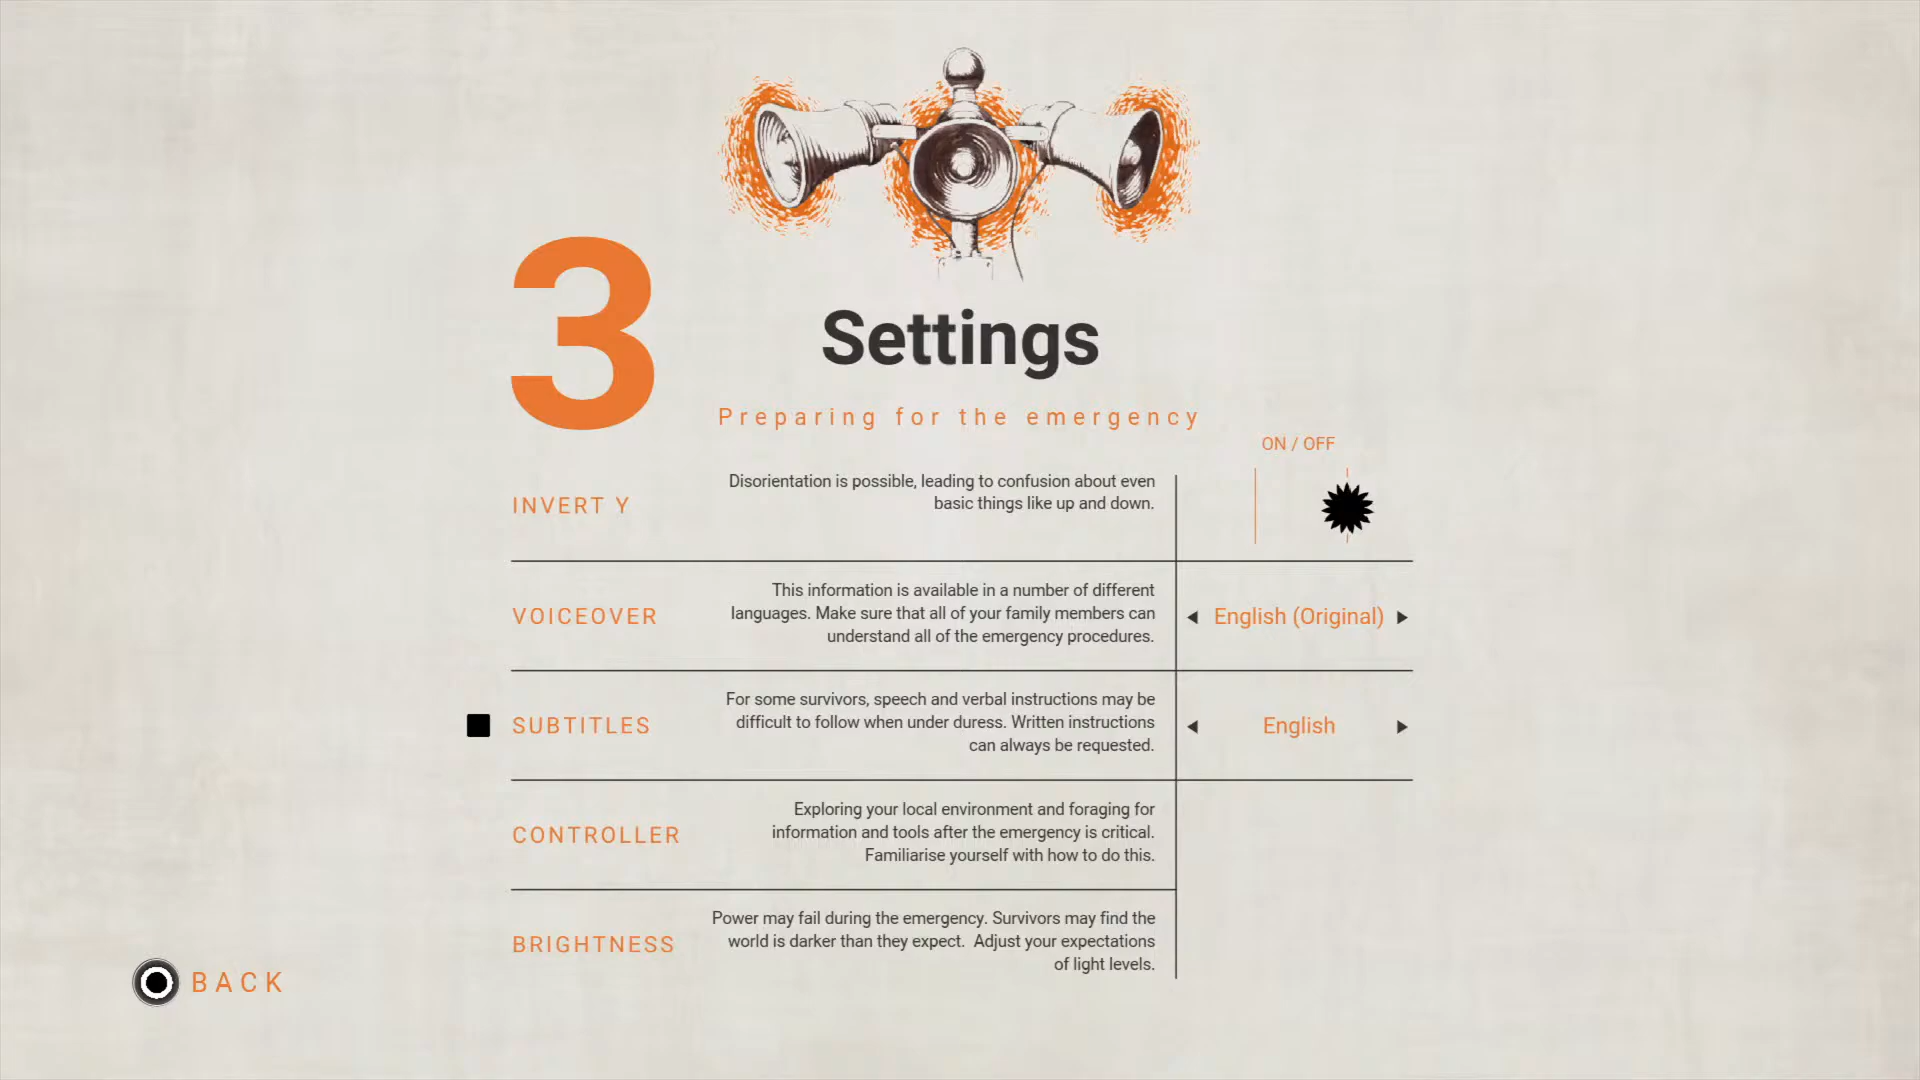 3
Settings
Preparing for the emergency
ON / OFF
INVERT Y
Disorientation is possible, leading to confusion about even
basic things like up and down.
VOICEOVER
This information is available in a number of different
languages. Make sure that all of your family members can
understand all of the emergency procedures.
English (Original)
SUBTITLES
For some survivors, speech and verbal instructions may be
difficult to follow when under duress. Written instructions
can always be requested.
English
CONTROLLER
Exploring your local environment and foraging for
information and tools after the emergency is critical.
Familiarise yourself with how to do this.
BRIGHTNESS
Power may fail during the emergency. Survivors may find the
world is darker than they expect.  Adjust your expectations
of light levels.
BACK